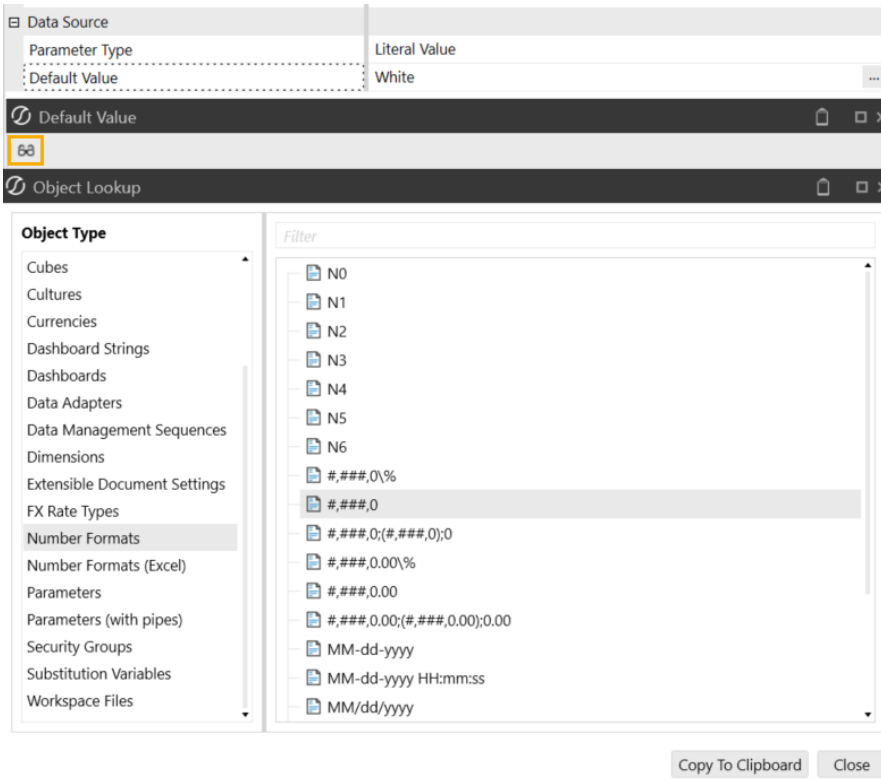 Data Source
Parameter Type Literal Value
Default Value White ...
Default Value
Object Lookup
Object Type
Filter
Cubes
Cultures
Currencies
Dashboard Strings
Dashboards
Data Adapters
Data Management Sequences
Dimensions
Extensible Document Settings
FX Rate Types
Number Formats
Number Formats (Excel)
Parameters
Parameters (with pipes)
Security Groups
Substitution Variables
Workspace Files
N0
N1
N2
N3
N4
N5
N6
#,###,0\%
#,###,0
#,###,0;(#,###,0);0
#,###,0.00\%
#,###,0.00
#,###,0.00;(#,###,0.00);0.00
MM-dd-yyyy
MM-dd-yyyy HH:mm:ss
MM/dd/yyyy
Copy To Clipboard Close